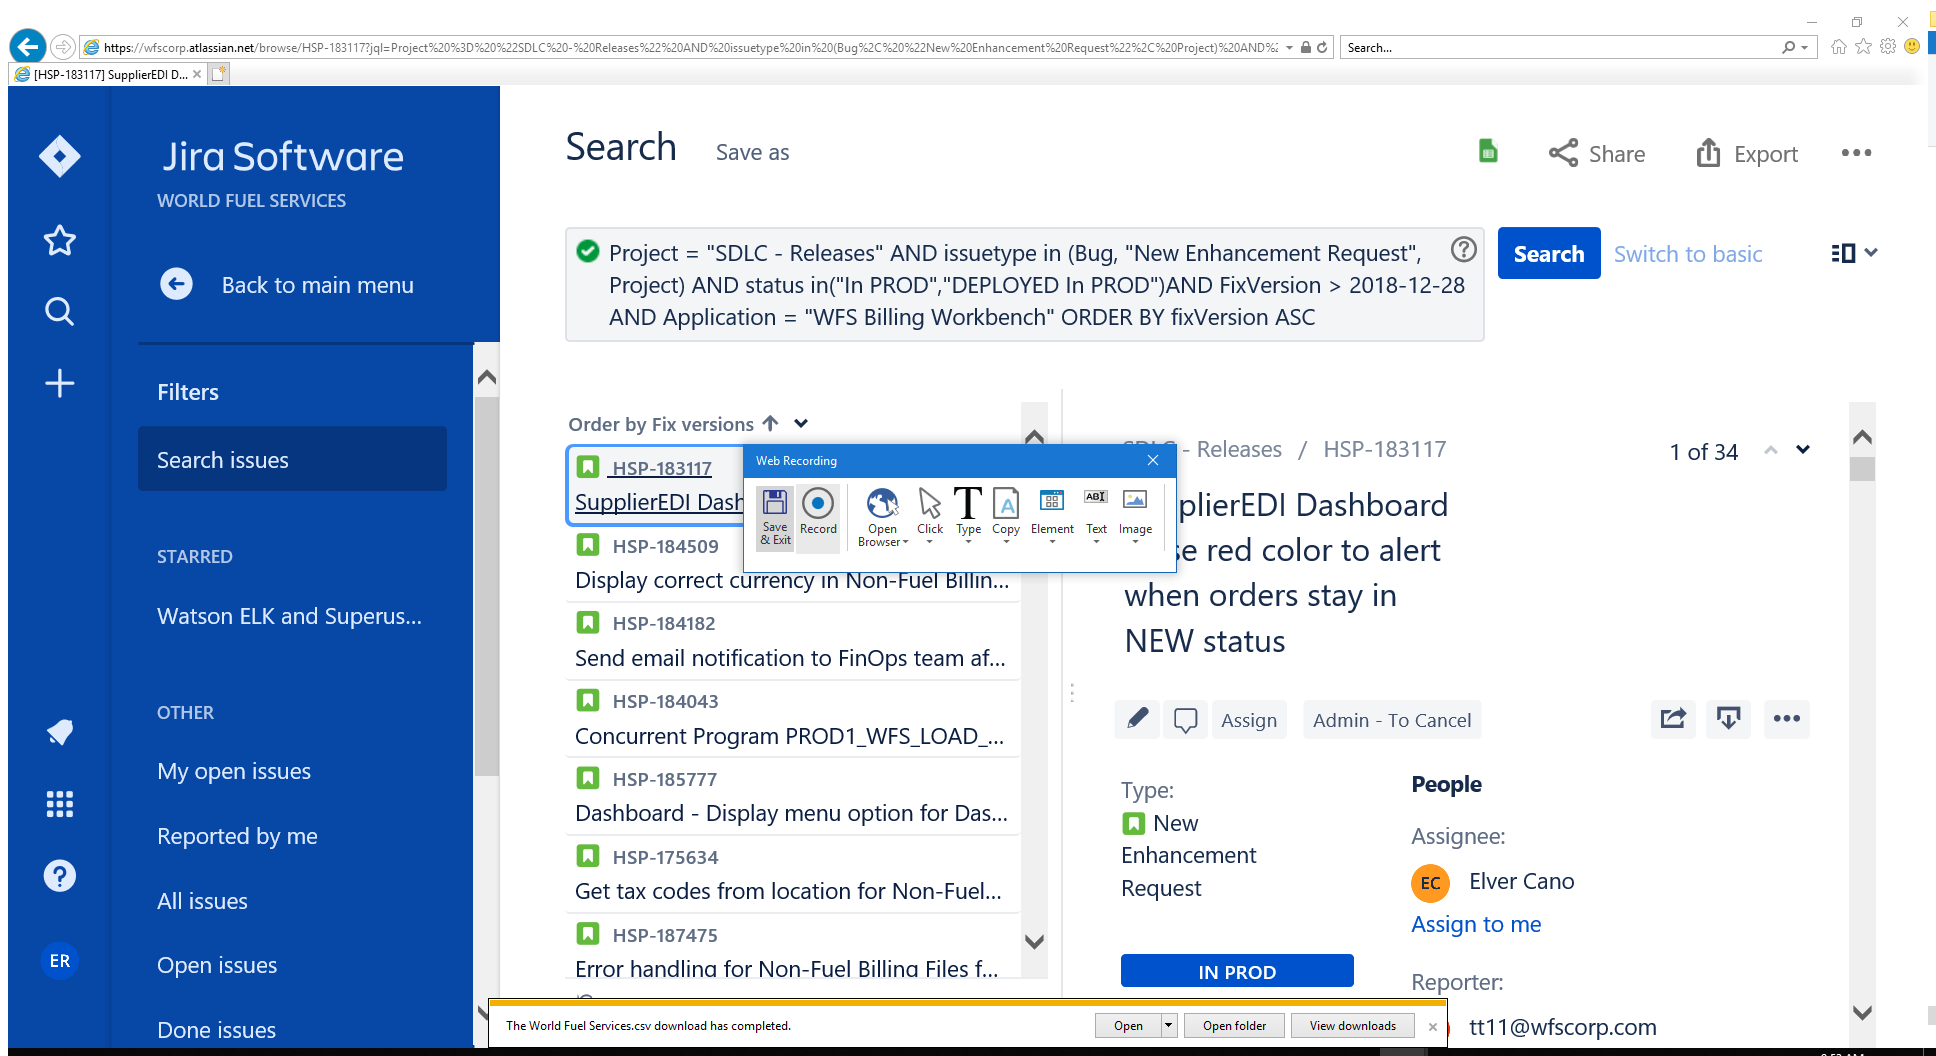 https://wfscorp.atlassian.net/browse/HSP-183117?jql=Project%20%3D%20%22SDLC%20-%20Releases%22%20AND%20issuetype%20in%20(Bug%2C%20%22New%20Enhancement%20Request%22%2C%20Project)%20AND%2
Search...
[HSP-183117] SupplierEDI D...
Jira Software
WORLD FUEL SERVICES
Back to main menu
Filters
Search issues
STARRED
Watson ELK and Superus...
OTHER
My open issues
Reported by me
All issues
Open issues
Done issues
ER
Search
Save as
Share
Export
Project = "SDLC - Releases" AND issuetype in (Bug, "New Enhancement Request",
Project) AND status in("In PROD","DEPLOYED In PROD")AND FixVersion > 2018-12-28
AND Application = "WFS Billing Workbench" ORDER BY fixVersion ASC
Search
Switch to basic
Order by Fix versions
HSP-183117
SupplierEDI Dash
HSP-184509
Display correct currency in Non-Fuel Billin...
HSP-184182
Send email notification to FinOps team af...
HSP-184043
Concurrent Program PROD1_WFS_LOAD_...
HSP-185777
Dashboard - Display menu option for Das...
HSP-175634
Get tax codes from location for Non-Fuel...
HSP-187475
Error handling for Non-Fuel Billing Files f...
Web Recording
Save & Exit
Record
Open Browser
Click
Type
Copy
Element
Text
Image
ABI
SDLC - Releases / HSP-183117
1 of 34
plierEDI Dashboard
se red color to alert
when orders stay in
NEW status
Assign
Admin - To Cancel
Type:
New
Enhancement
Request
IN PROD
People
Assignee:
EC
Elver Cano
Assign to me
Reporter:
tt11@wfscorp.com
The World Fuel Services.csv download has completed.
Open
Open folder
View downloads